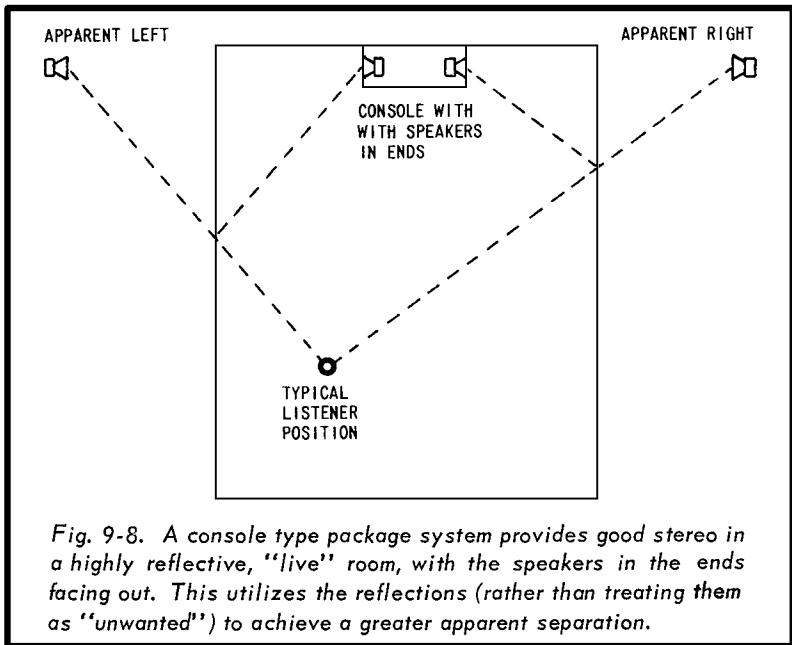 APPARENT LEFT
APPARENT RIGHT
CONSOLE WITH
WITH SPEAKERS
IN ENDS
TYPICAL
LISTENER
POSITION
Fig. 9-8. A console type package system provides good stereo in
a highly reflective, "live" room, with the speakers in the ends
facing out. This utilizes the reflections (rather than treating them
as "unwanted") to achieve a greater apparent separation.